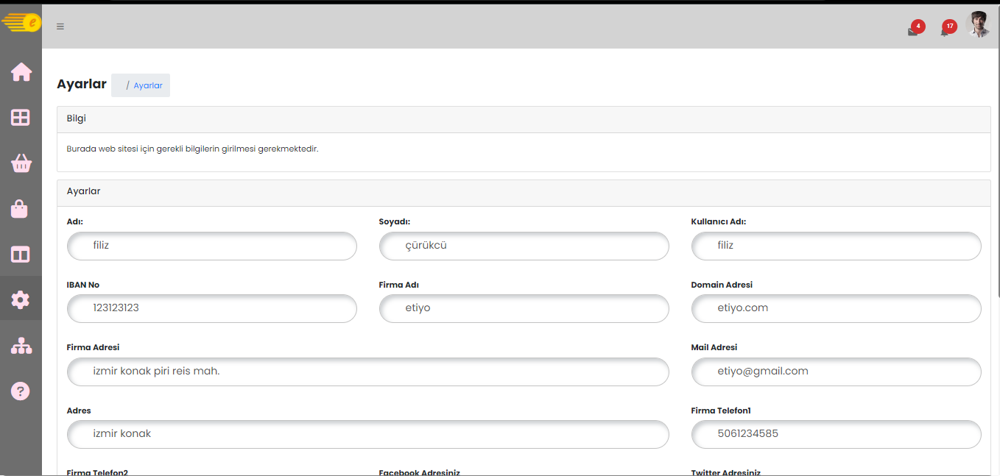 e
4
17
Ayarlar / Ayarlar
Bilgi
Burada web sitesi için gerekli bilgilerin girilmesi gerekmektedir.
Ayarlar
Adı: Soyadı: Kullanıcı Adı:
filiz çürükcü filiz
IBAN No Firma Adı Domain Adresi
123123123 etiyo etiyo.com
Firma Adresi Mail Adresi
izmir konak piri reis mah. etiyo@gmail.com
Adres Firma Telefon1
izmir konak 5061234585
Firma Telefon2 Facebook Adresiniz Twitter Adresiniz
?